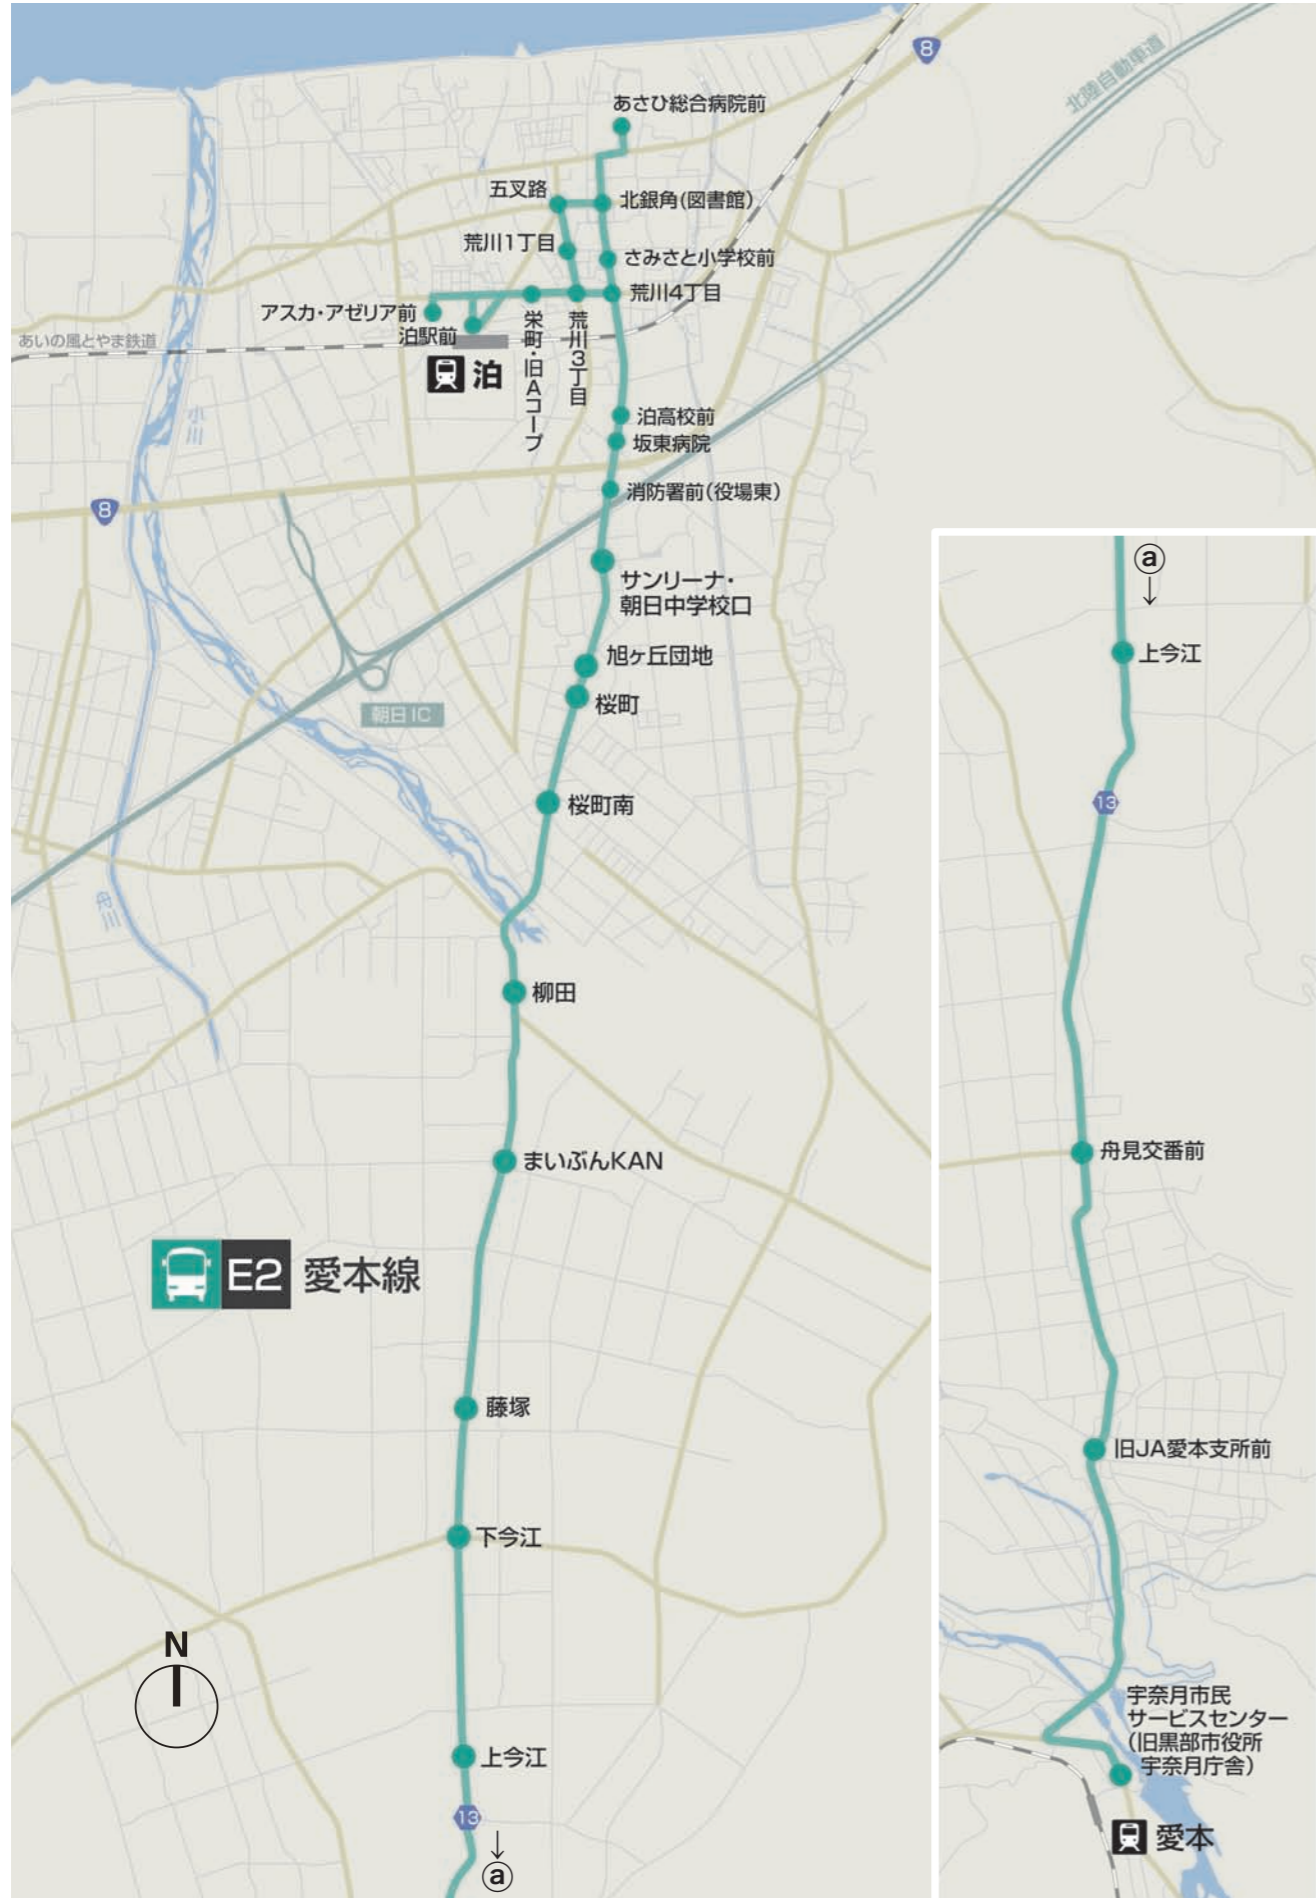 8
北陸自動車道
あさひ総合病院前
五叉路
北銀角(図書館)
荒川1丁目
さみさと小学校前
アスカ・アゼリア前
荒川4丁目
泊駅前
あいの風とやま鉄道
泊
栄町・旧Aコープ
荒川3丁目
小川
泊高校前
坂東病院
消防署前(役場東)
8
サンリーナ・
朝日中学校口
旭ヶ丘団地
桜町
朝日IC
桜町南
舟川
柳田
まいぶんKAN
E2 愛本線
藤塚
下今江
N
上今江
13
a
a
上今江
13
舟見交番前
旧JA愛本支所前
宇奈月市民
サービスセンター
(旧黒部市役所
宇奈月庁舎)
愛本